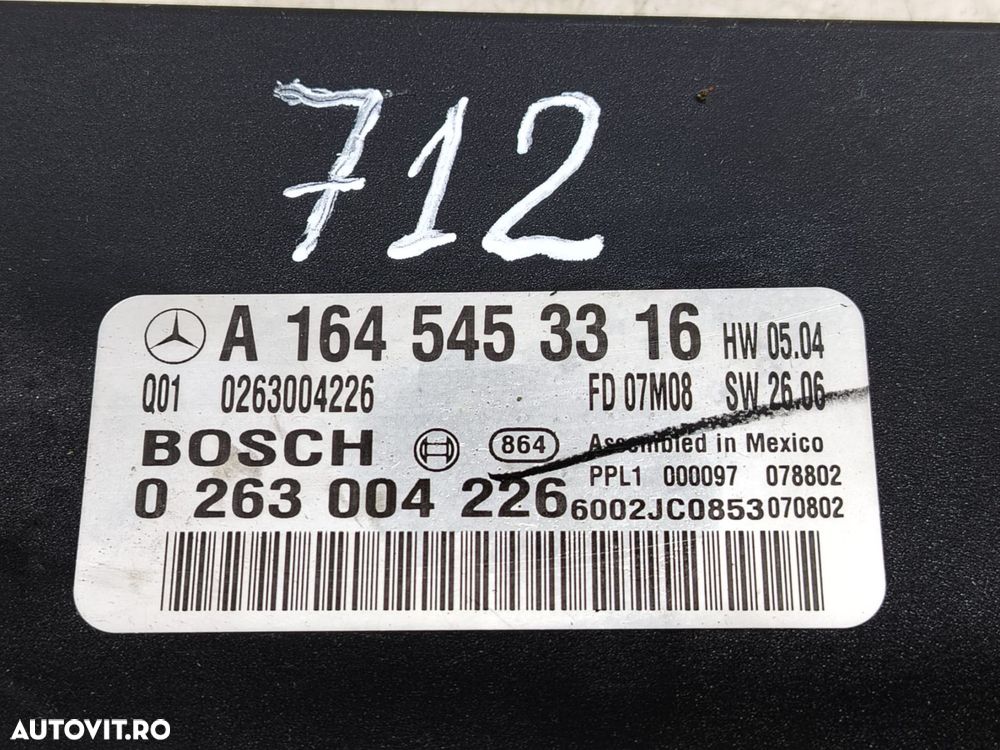 712
A 164 545 33 16 HW 05.04
Q01 0263004226 FD 07M08 SW 26.06
BOSCH 864 Assembled in Mexico
PPL1 000097 078802
0 263 004 226 6002JC0853 070802
AUTOVIT.RO